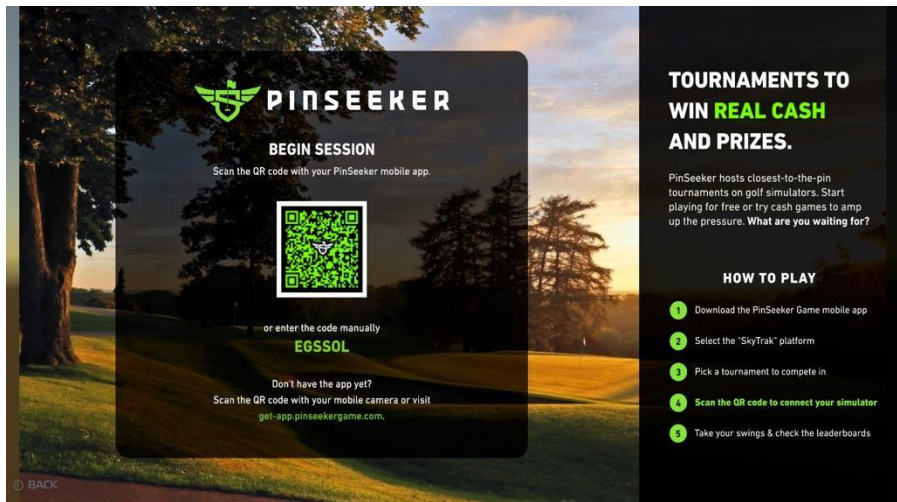 PINSEEKER
BEGIN SESSION
Scan the QR code with your PinSeeker mobile app.
or enter the code manually
EGSSOL
Don't have the app yet?
Scan the QR code with your mobile camera or visit
get-app.pinseekergame.com.
BACK
TOURNAMENTS TO
WIN REAL CASH
AND PRIZES.
PinSeeker hosts closest-to-the-pin
tournaments on golf simulators. Start
playing for free or try cash games to amp
up the pressure. What are you waiting for?
HOW TO PLAY
1 Download the PinSeeker Game mobile app
2 Select the "SkyTrak" platform
3 Pick a tournament to compete in
4 Scan the QR code to connect your simulator
5 Take your swings & check the leaderboards